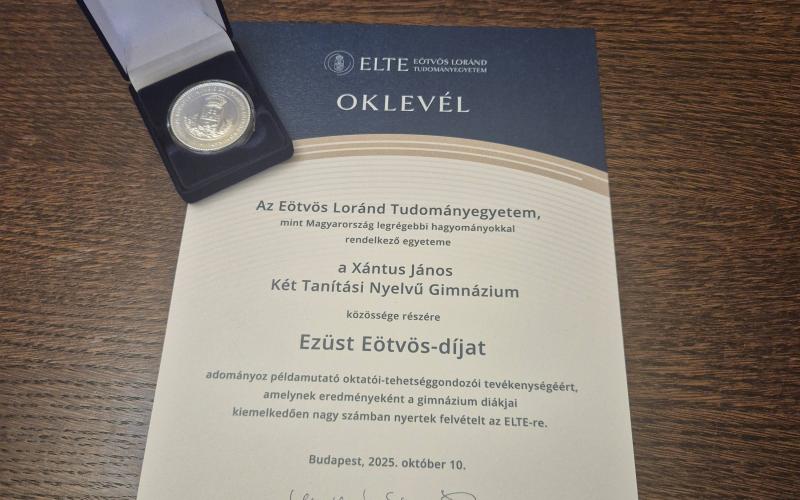 ELTE EÖTVÖS LORÁND
TUDOMÁNYEGYETEM
OKLEVÉL
Az Eötvös Loránd Tudományegyetem,
mint Magyarország legrégebbi hagyományokkal
rendelkező egyeteme
a Xántus János
Két Tanítási Nyelvű Gimnázium
közössége részére
Ezüst Eötvös-díjat
adományoz példamutató oktatói-tehetséggondozói tevékenységéért,
amelynek eredményeként a gimnázium diákjai
kiemelkedően nagy számban nyertek felvételt az ELTE-re.
Budapest, 2025. október 10.